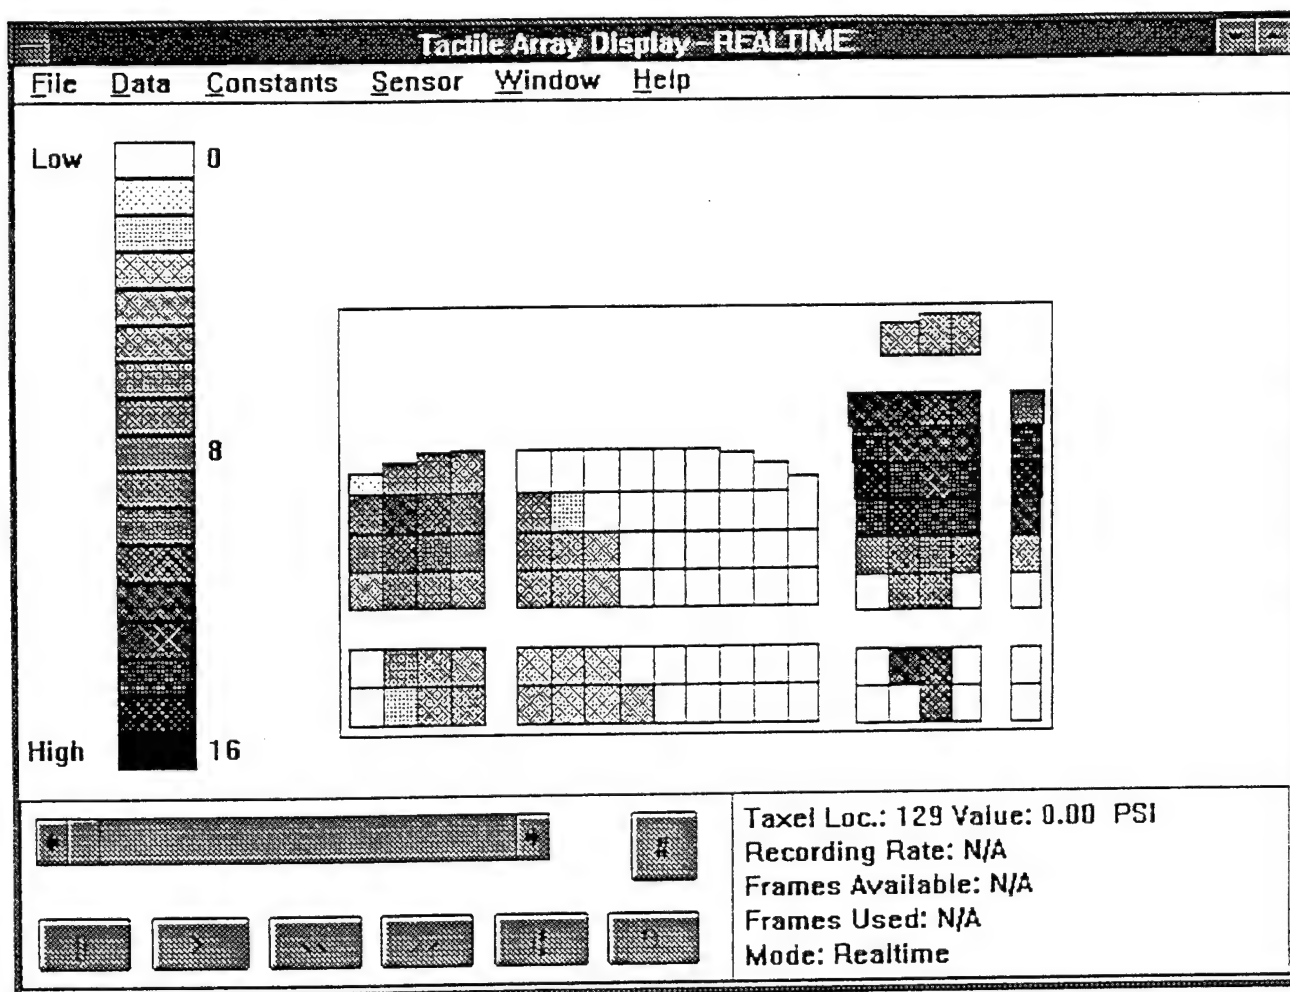 Tactile Array Display-REALTIME
File Data Constants Sensor Window Help
Low 0
8
High 16
#
Taxel Loc.: 129 Value: 0.00 PSI
Recording Rate: N/A
Frames Available: N/A
Frames Used: N/A
Mode: Realtime